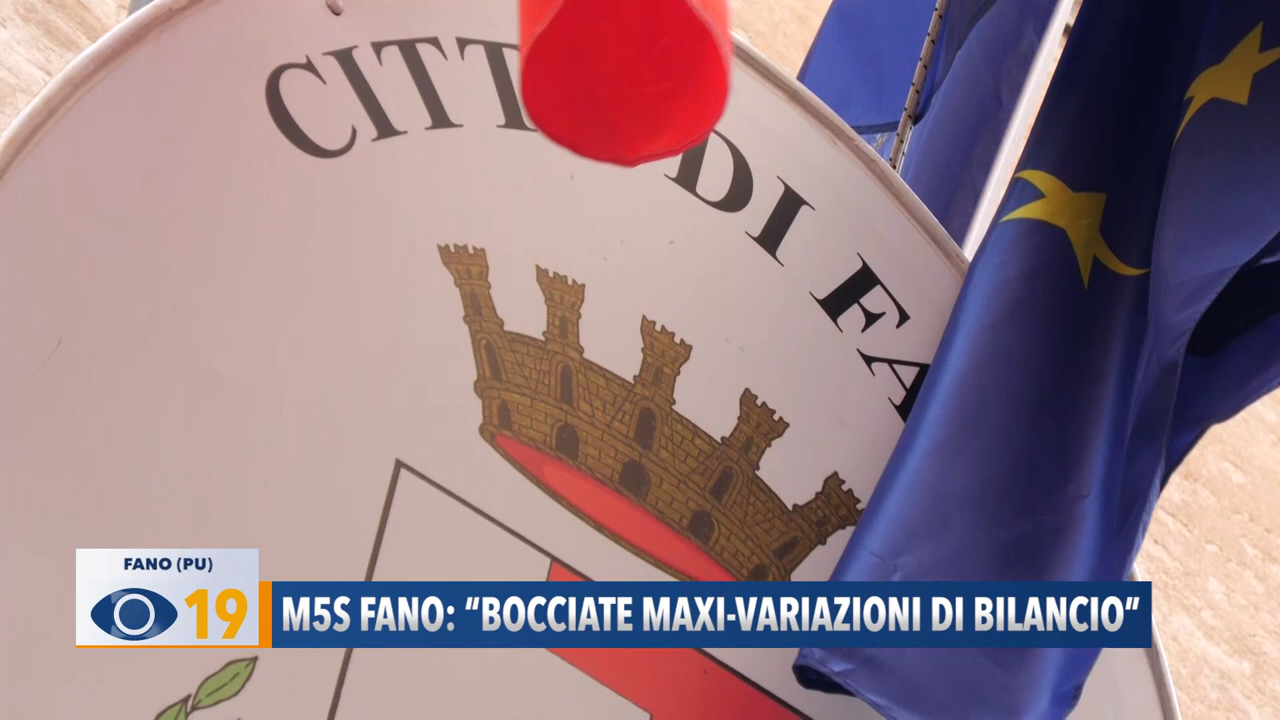 CITT DI FA
FANO (PU)
19
M5S FANO: “BOCCIATE MAXI-VARIAZIONI DI BILANCIO”